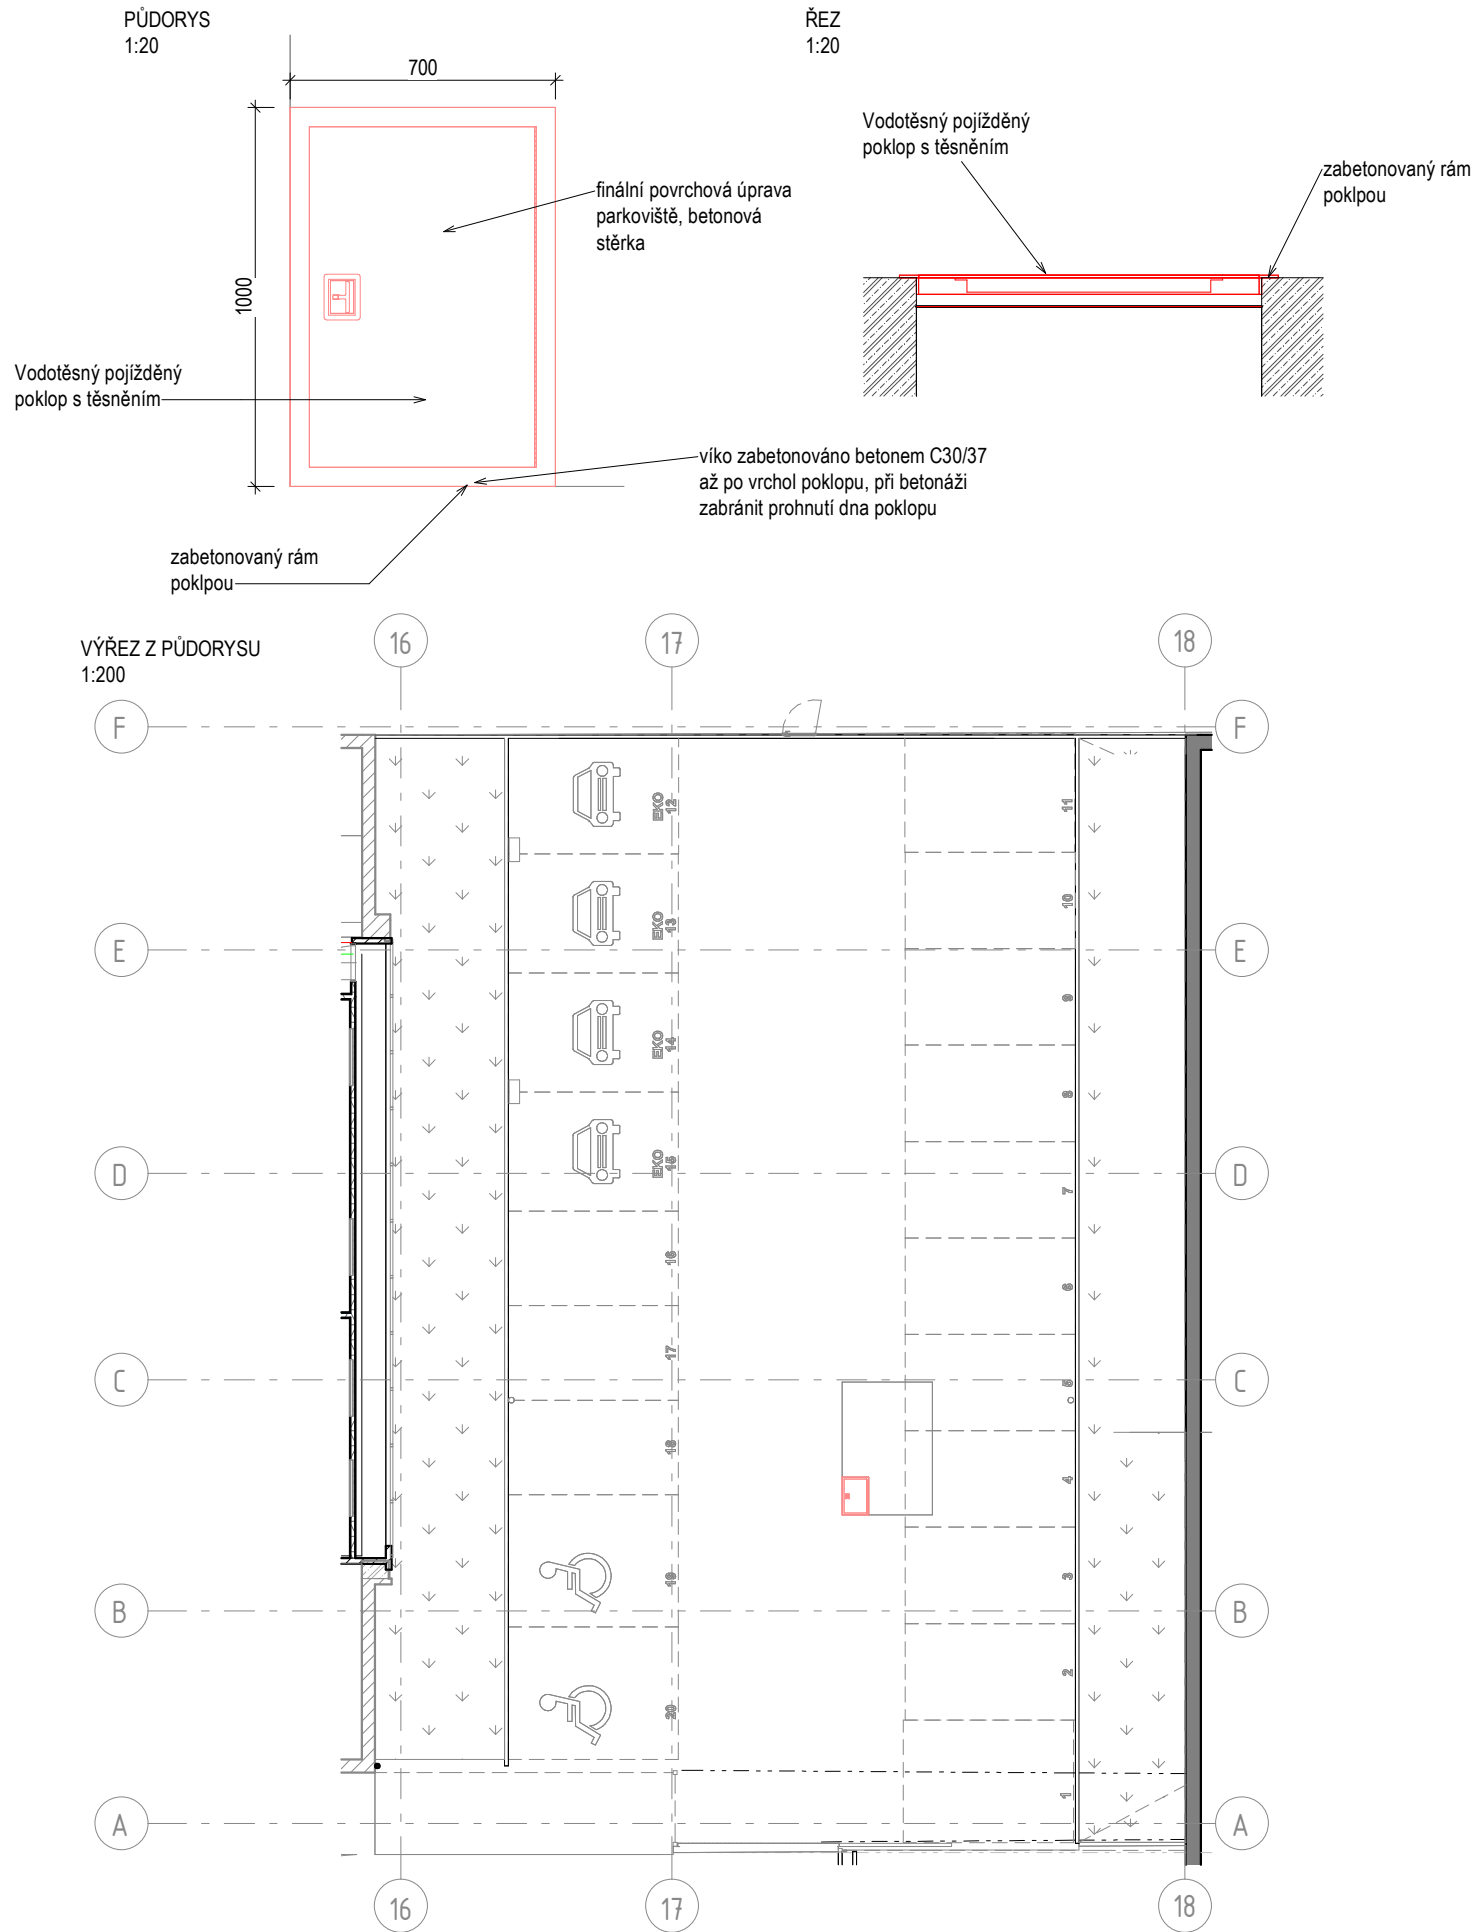 PŮDORYS
1:20
700
1000
finální povrchová úprava
parkoviště, betonová
stěrka
Vodotěsný pojížděný
poklop s těsněním
víko zabetonováno betonem C30/37
až po vrchol poklopu, při betonáži
zabránit prohnutí dna poklopu
zabetonovaný rám
poklpou
ŘEZ
1:20
Vodotěsný pojížděný
poklop s těsněním
zabetonovaný rám
poklpou
VÝŘEZ Z PŮDORYSU
1:200
16
17
18
F
F
EKO
12
11
EKO
13
10
E
E
9
EKO
14
8
EKO
15
D
D
7
16
6
17
C
5
C
18
4
19
3
B
B
2
20
1
A
A
16
17
18